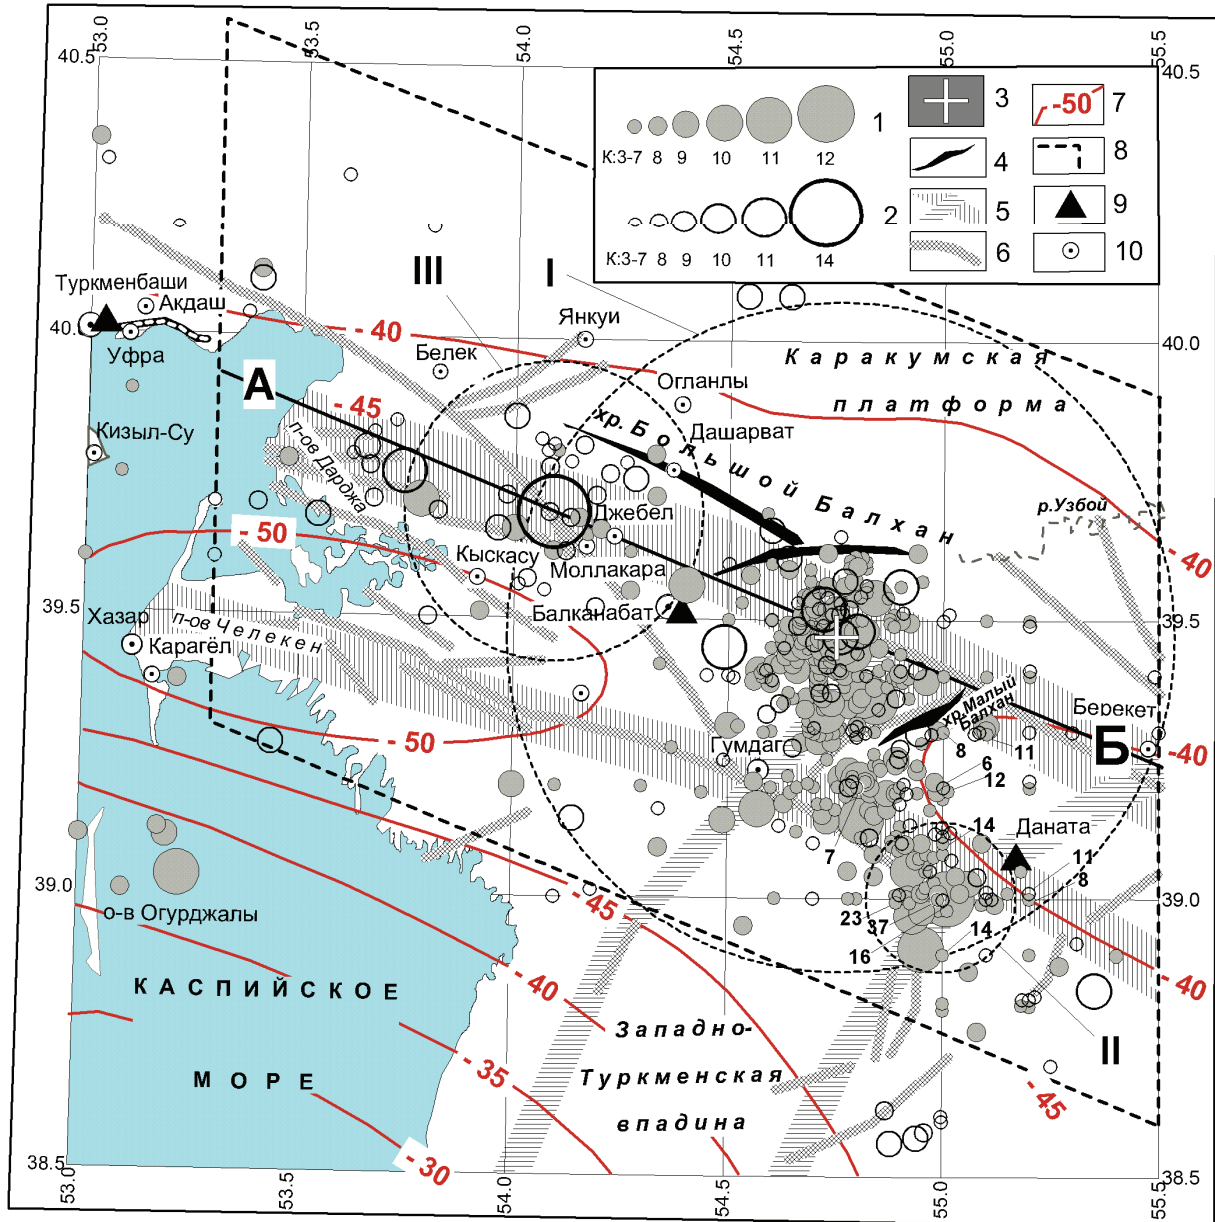 53.0
53.5
54.0
54.5
55.0
55.5
40.5
40.5
1
К:3-7 8 9 10 11 12
2
К:3-7 8 9 10 11 14
3
4
5
6
-50
7
8
9
10
III
I
Туркменбаши
Акдаш
40.0
Уфра
Янкуи
Белек
- 40
40.0
Каракумская
платформа
Огланлы
А
- 45
хр. Большой Балхан
Дашарват
Кизыл-Су
п-ов Дарджа
р.Узбой
- 50
Джебел
Кыскасу
Моллакара
- 40
39.5
Балканабат
39.5
Хазар
п-ов Челекен
Карагёл
хр. Малый
Балхан
Берекет
- 50
Гумдаг
8
11
Б
-40
6
12
7
14
Даната
11
8
39.0
39.0
- 45
о-в Огурджалы
23
37
16
14
КАСПИЙСКОЕ
- 40
- 40
Западно-
II
МОРЕ
- 35
Туркменская
- 45
впадина
- 30
38.5
38.5
53.0
53.5
54.0
54.5
55.0
55.5